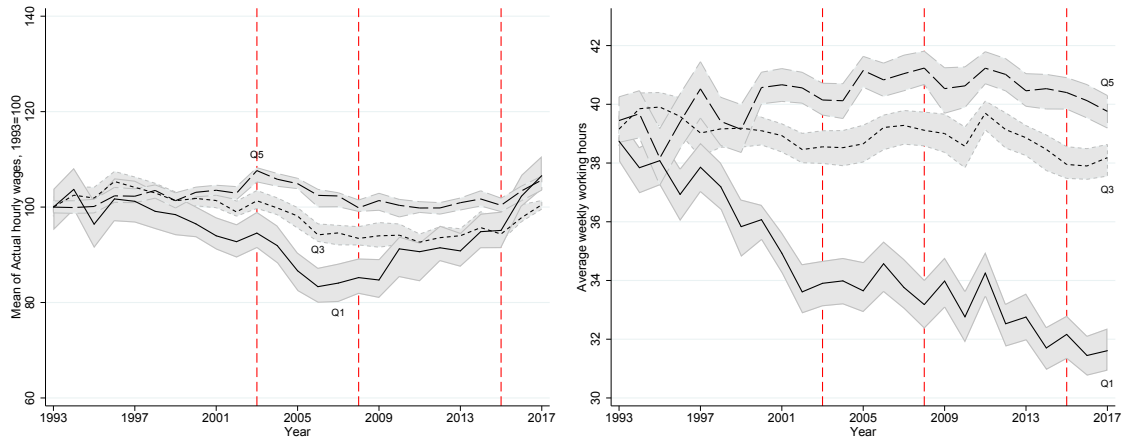 Mean of Actual hourly wages, 1993=100
140
120
100
80
60
Q5
Q3
Q1
1993
1997
2001
2005
2009
2013
2017
Year
Average weekly working hours
42
40
38
36
34
32
30
Q5
Q3
Q1
1993
1997
2001
2005
2009
2013
2017
Year